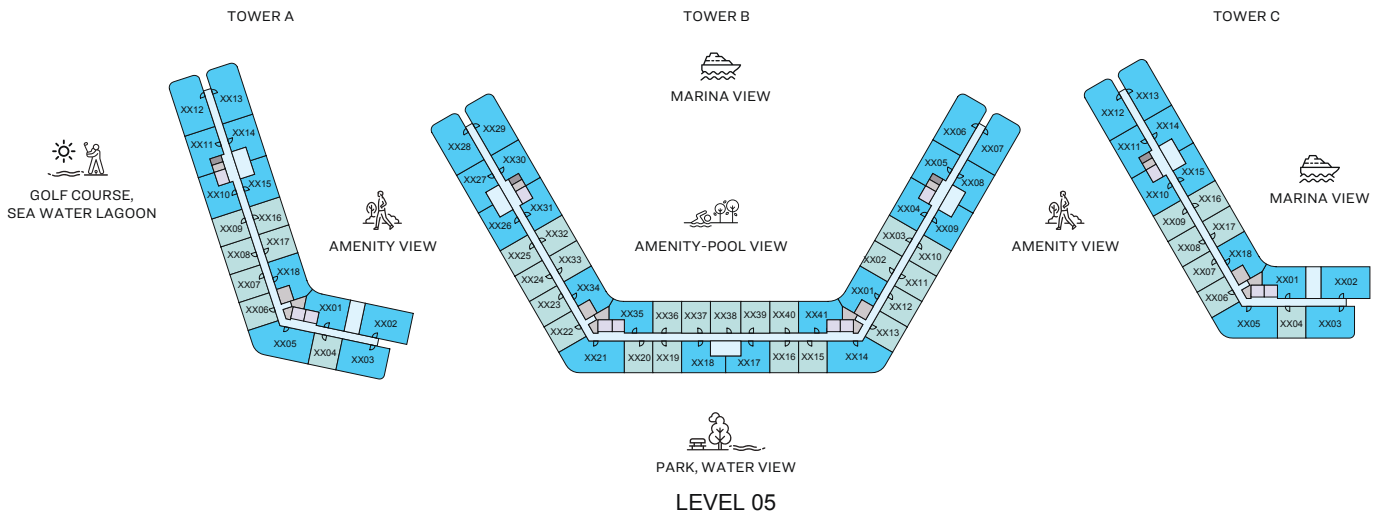 TOWER A
TOWER B
TOWER C
MARINA VIEW
GOLF COURSE,
SEA WATER LAGOON
AMENITY VIEW
AMENITY-POOL VIEW
AMENITY VIEW
MARINA VIEW
PARK, WATER VIEW
LEVEL 05
XX12
XX13
XX11
XX14
XX10
XX15
XX09
XX16
XX08
XX17
XX07
XX18
XX06
XX01
XX02
XX05
XX04
XX03
XX28
XX29
XX27
XX30
XX26
XX31
XX25
XX32
XX24
XX33
XX23
XX34
XX22
XX35
XX36
XX37
XX38
XX39
XX40
XX41
XX21
XX20
XX19
XX18
XX17
XX16
XX15
XX14
XX06
XX07
XX05
XX08
XX04
XX09
XX03
XX10
XX02
XX11
XX01
XX12
XX13
XX12
XX13
XX11
XX14
XX10
XX15
XX09
XX16
XX08
XX17
XX07
XX18
XX06
XX01
XX02
XX05
XX04
XX03